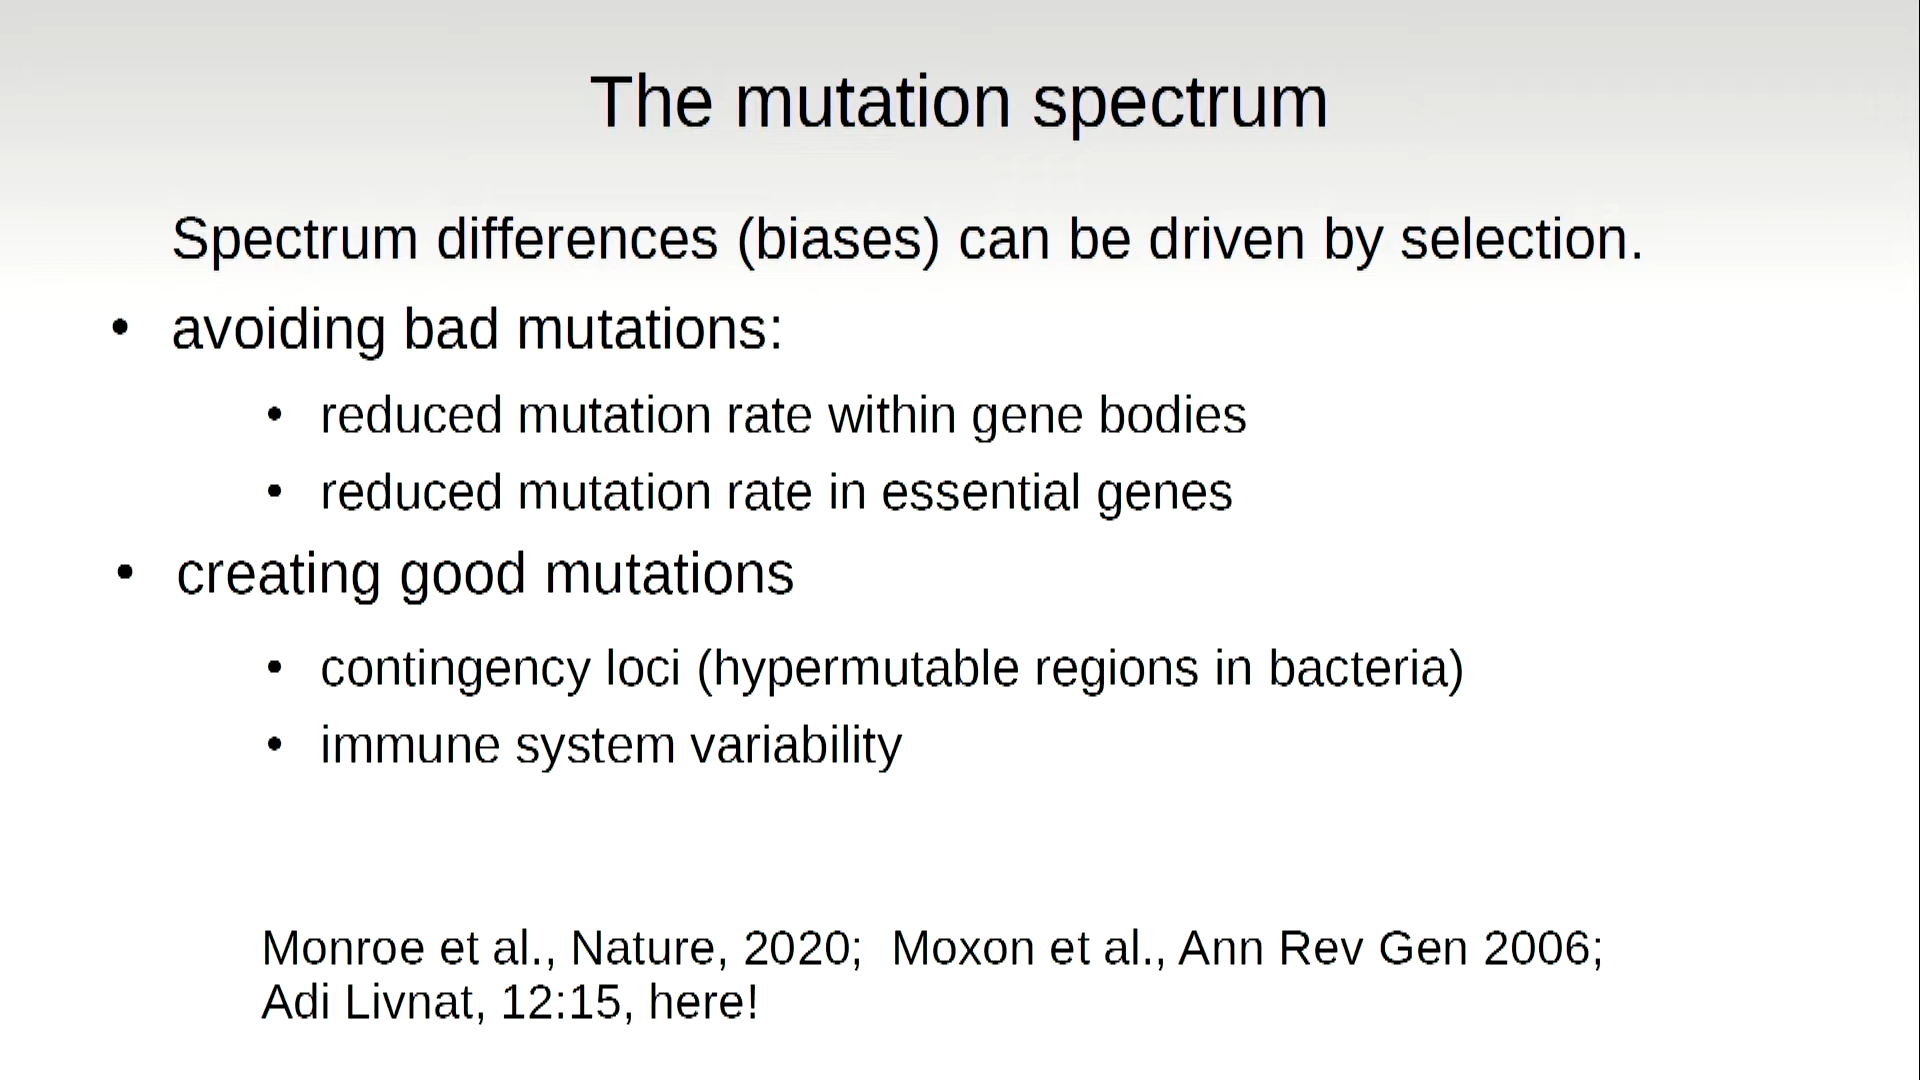 The mutation spectrum
Spectrum differences (biases) can be driven by selection.
• avoiding bad mutations:
• reduced mutation rate within gene bodies
• reduced mutation rate in essential genes
• creating good mutations
• contingency loci (hypermutable regions in bacteria)
• immune system variability
Monroe et al., Nature, 2020;  Moxon et al., Ann Rev Gen 2006;
Adi Livnat, 12:15, here!